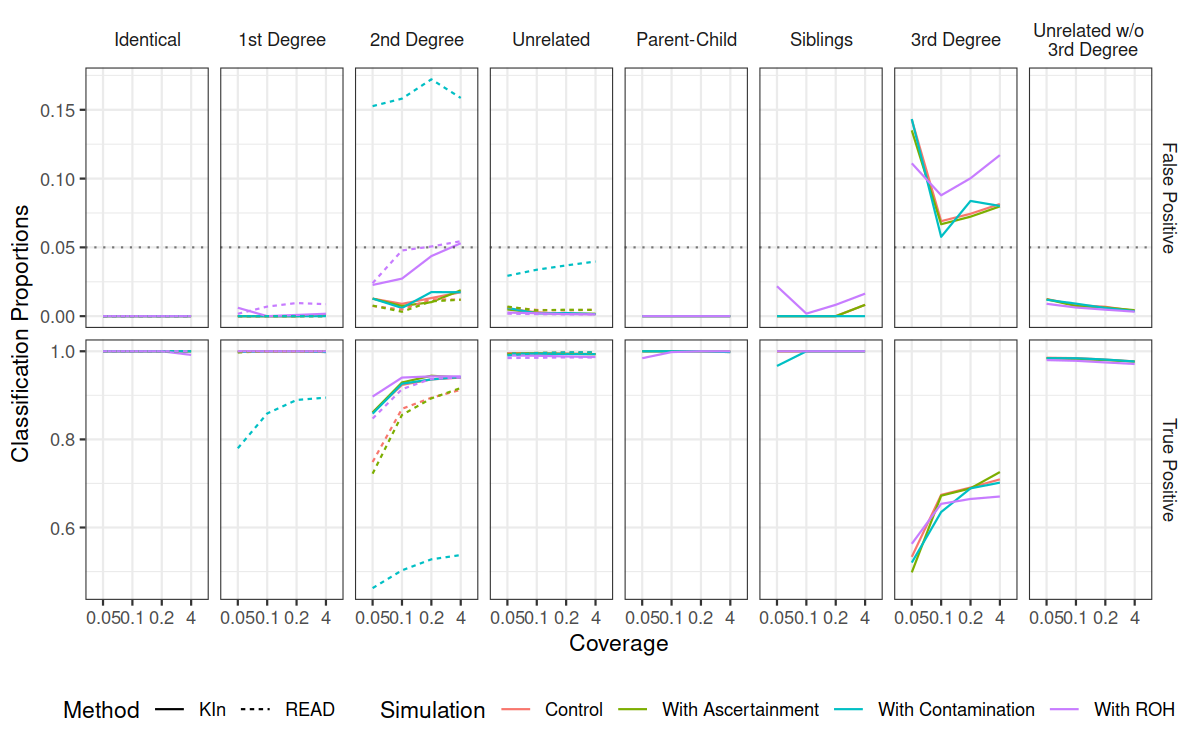 Identical 1st Degree 2nd Degree Unrelated Parent-Child Siblings 3rd Degree Unrelated w/o 3rd Degree
0.15
0.10
0.05
0.00
False Positive
Classification Proportions
1.0
0.8
0.6
True Positive
0.05 0.1 0.2 4 0.05 0.1 0.2 4 0.05 0.1 0.2 4 0.05 0.1 0.2 4 0.05 0.1 0.2 4 0.05 0.1 0.2 4 0.05 0.1 0.2 4 0.05 0.1 0.2 4
Coverage
Method KIn READ Simulation Control With Ascertainment With Contamination With ROH